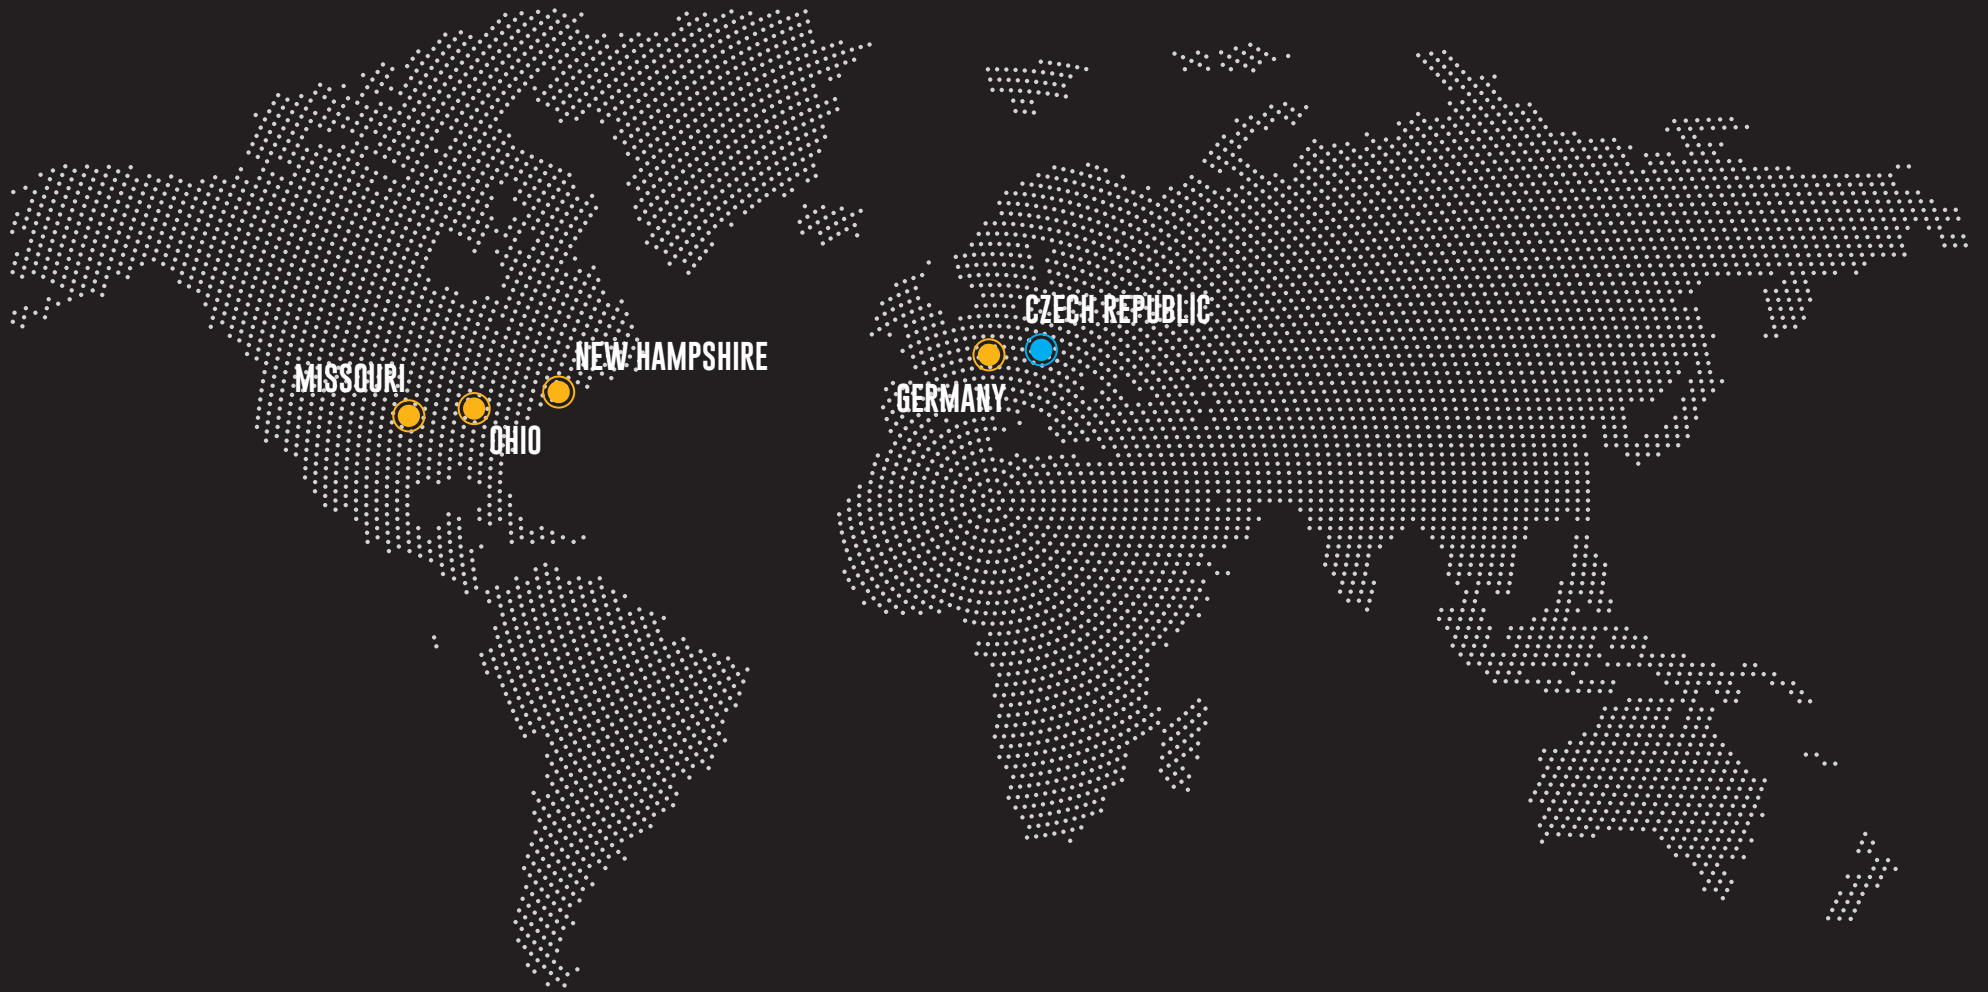 CZECH REPUBLIC
NEW HAMPSHIRE
MISSOURI
GERMANY
OHIO